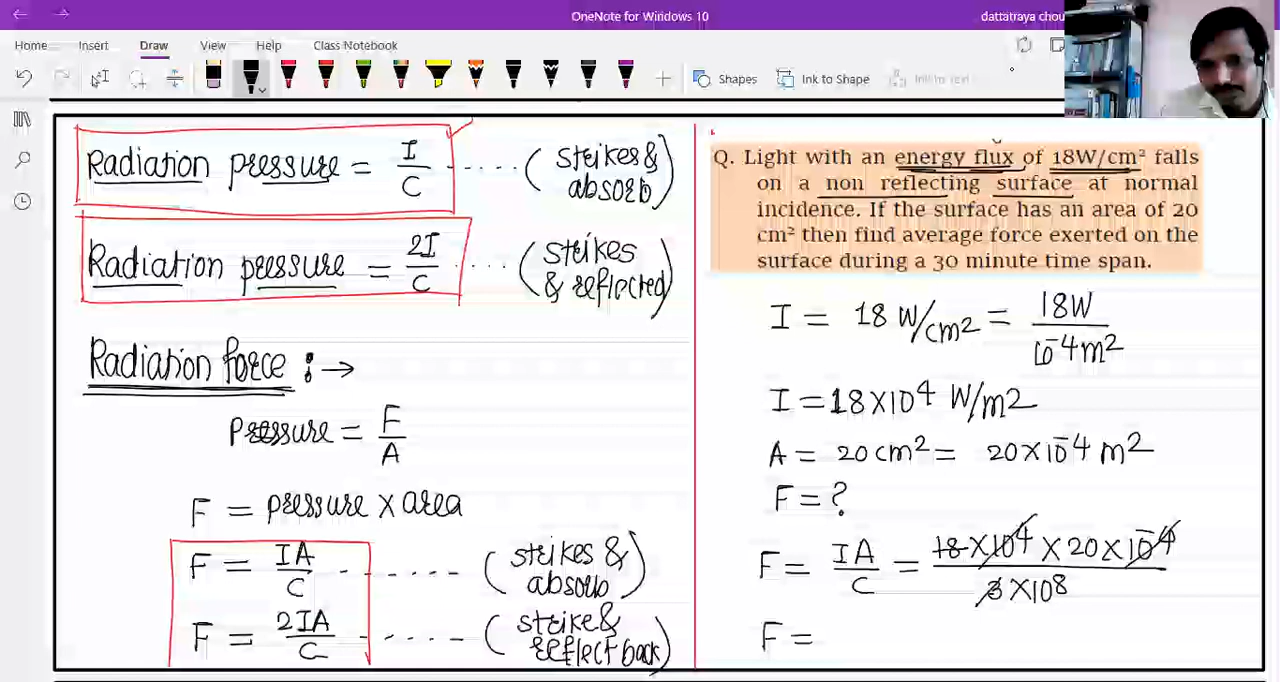 OneNote for Windows 10
dattatraya chou
Home Insert Draw View Help Class Notebook
Shapes Ink to Shape Ink to Text
Radiation pressure = I/C ..... (strikes & absorb)
Radiation pressure = 2I/C ..... (strikes & reflected)
Radiation force :→
Pressure = F/A
F = pressure × area
F = IA/C ------- (strikes & absorb)
F = 2IA/C ------ (strike & reflect back)
Q. Light with an energy flux of 18W/cm² falls
on a non reflecting surface at normal
incidence. If the surface has an area of 20
cm² then find average force exerted on the
surface during a 30 minute time span.
I = 18 W/cm² = 18W / 10⁻⁴m²
I = 18×10⁴ W/m²
A = 20 cm² = 20×10⁻⁴ m²
F = ?
F = IA/C = 18×10⁴ × 20×10⁻⁴ / 3×10⁸
F =